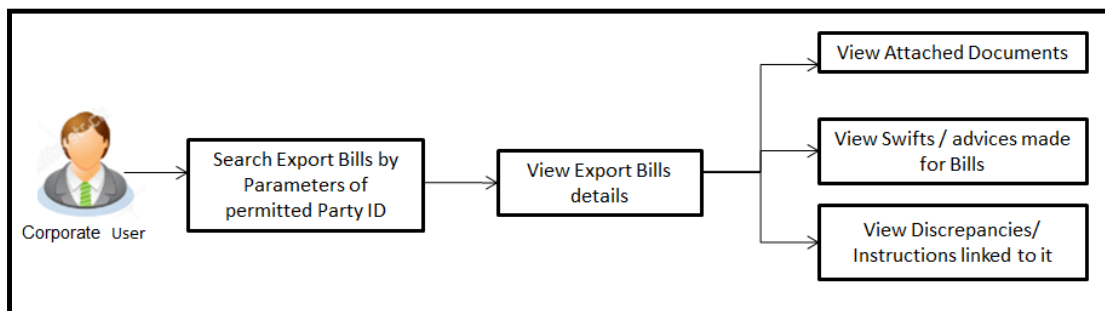 View Attached Documents
Search Export Bills by
Parameters of
permitted Party ID
View Export Bills
details
View Swifts / advices made
for Bills
View Discrepancies/
Instructions linked to it
Corporate User